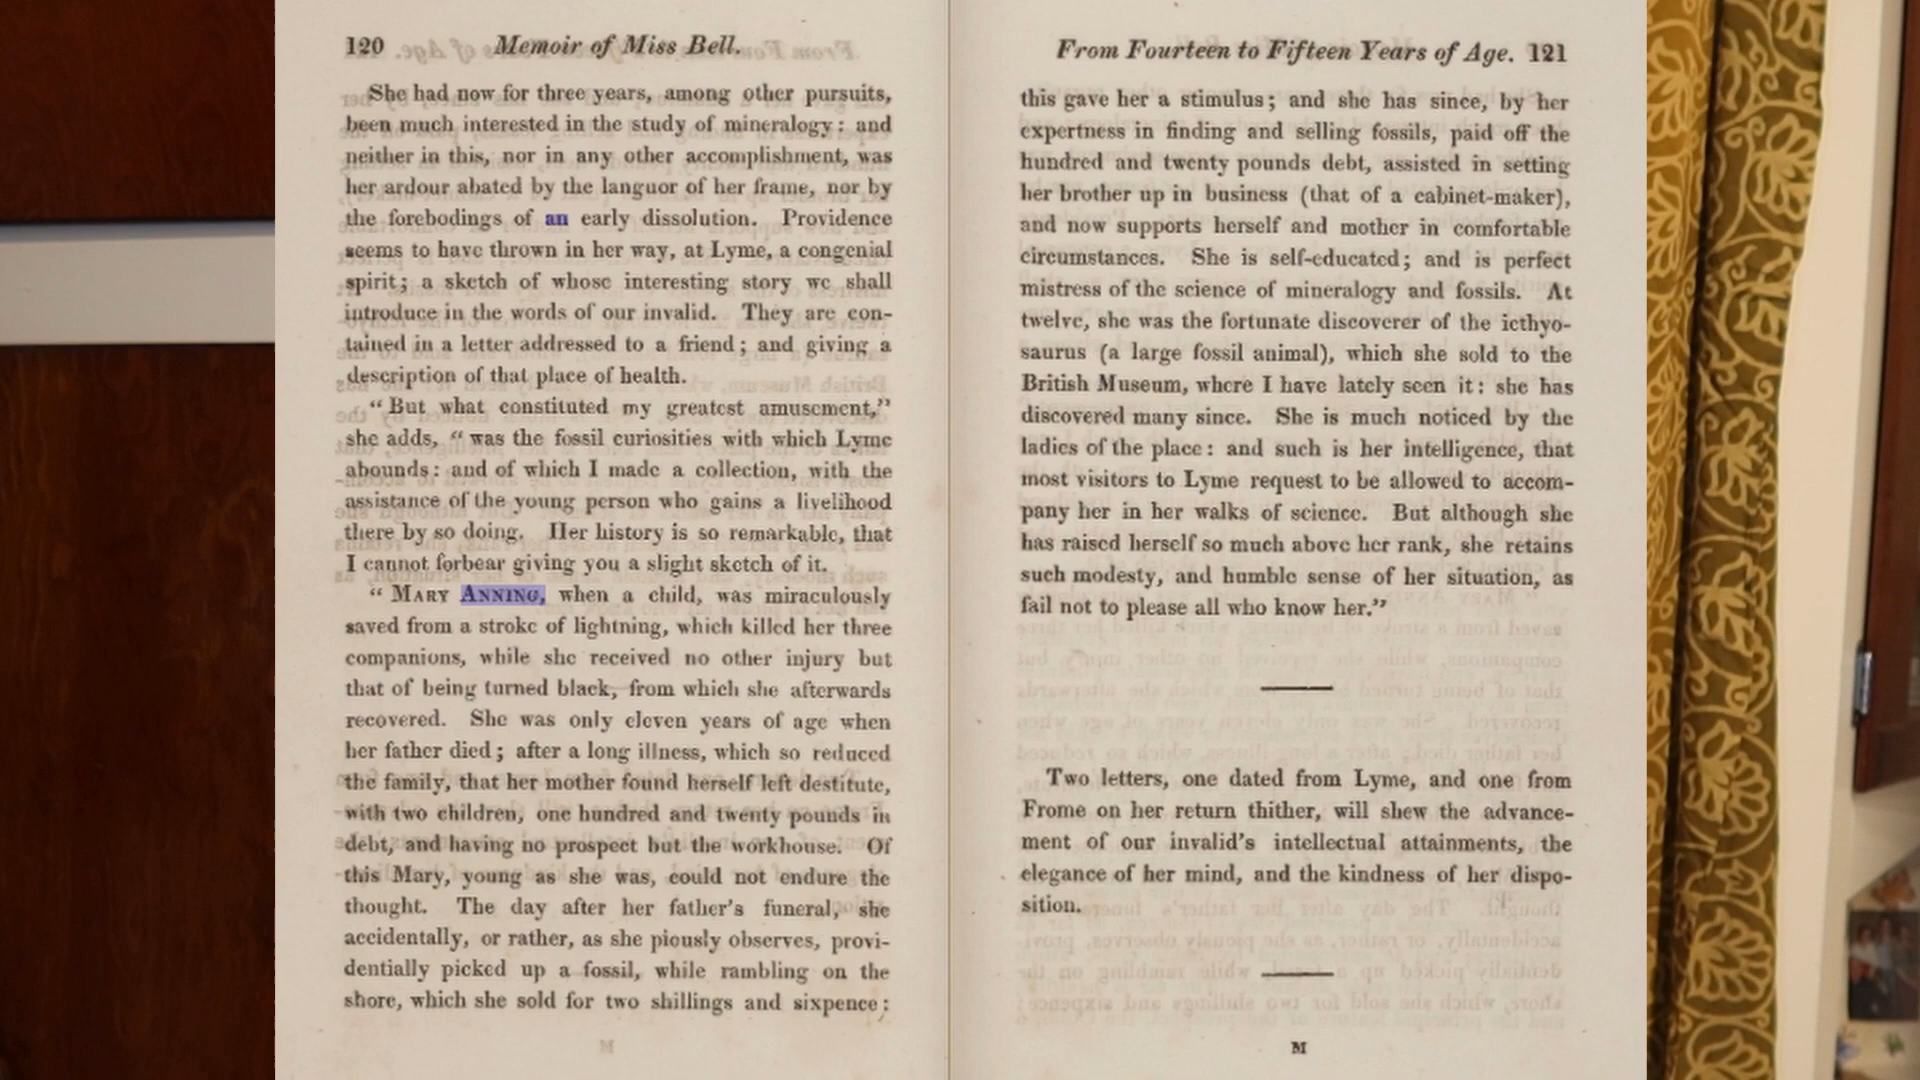 120 Memoir of Miss Bell.
She had now for three years, among other pursuits,
been much interested in the study of mineralogy : and
neither in this, nor in any other accomplishment, was
her ardour abated by the languor of her frame, nor by
the forebodings of an early dissolution. Providence
seems to have thrown in her way, at Lyme, a congenial
spirit; a sketch of whose interesting story we shall
introduce in the words of our invalid. They are con-
tained in a letter addressed to a friend; and giving a
description of that place of health.
“But what constituted my greatest amusement,”
she adds, “was the fossil curiosities with which Lyme
abounds: and of which I made a collection, with the
assistance of the young person who gains a livelihood
there by so doing. Her history is so remarkable, that
I cannot forbear giving you a slight sketch of it.
“MARY ANNING, when a child, was miraculously
saved from a stroke of lightning, which killed her three
companions, while she received no other injury but
that of being turned black, from which she afterwards
recovered. She was only eleven years of age when
her father died; after a long illness, which so reduced
the family, that her mother found herself left destitute,
with two children, one hundred and twenty pounds in
debt, and having no prospect but the workhouse. Of
this Mary, young as she was, could not endure the
thought. The day after her father’s funeral, she
accidentally, or rather, as she piously observes, provi-
dentially picked up a fossil, while rambling on the
shore, which she sold for two shillings and sixpence:
M
From Fourteen to Fifteen Years of Age. 121
this gave her a stimulus; and she has since, by her
expertness in finding and selling fossils, paid off the
hundred and twenty pounds debt, assisted in setting
her brother up in business (that of a cabinet-maker),
and now supports herself and mother in comfortable
circumstances. She is self-educated; and is perfect
mistress of the science of mineralogy and fossils. At
twelve, she was the fortunate discoverer of the icthyo-
saurus (a large fossil animal), which she sold to the
British Museum, where I have lately seen it: she has
discovered many since. She is much noticed by the
ladies of the place: and such is her intelligence, that
most visitors to Lyme request to be allowed to accom-
pany her in her walks of science. But although she
has raised herself so much above her rank, she retains
such modesty, and humble sense of her situation, as
fail not to please all who know her.”
Two letters, one dated from Lyme, and one from
Frome on her return thither, will shew the advance-
ment of our invalid’s intellectual attainments, the
elegance of her mind, and the kindness of her dispo-
sition.
M